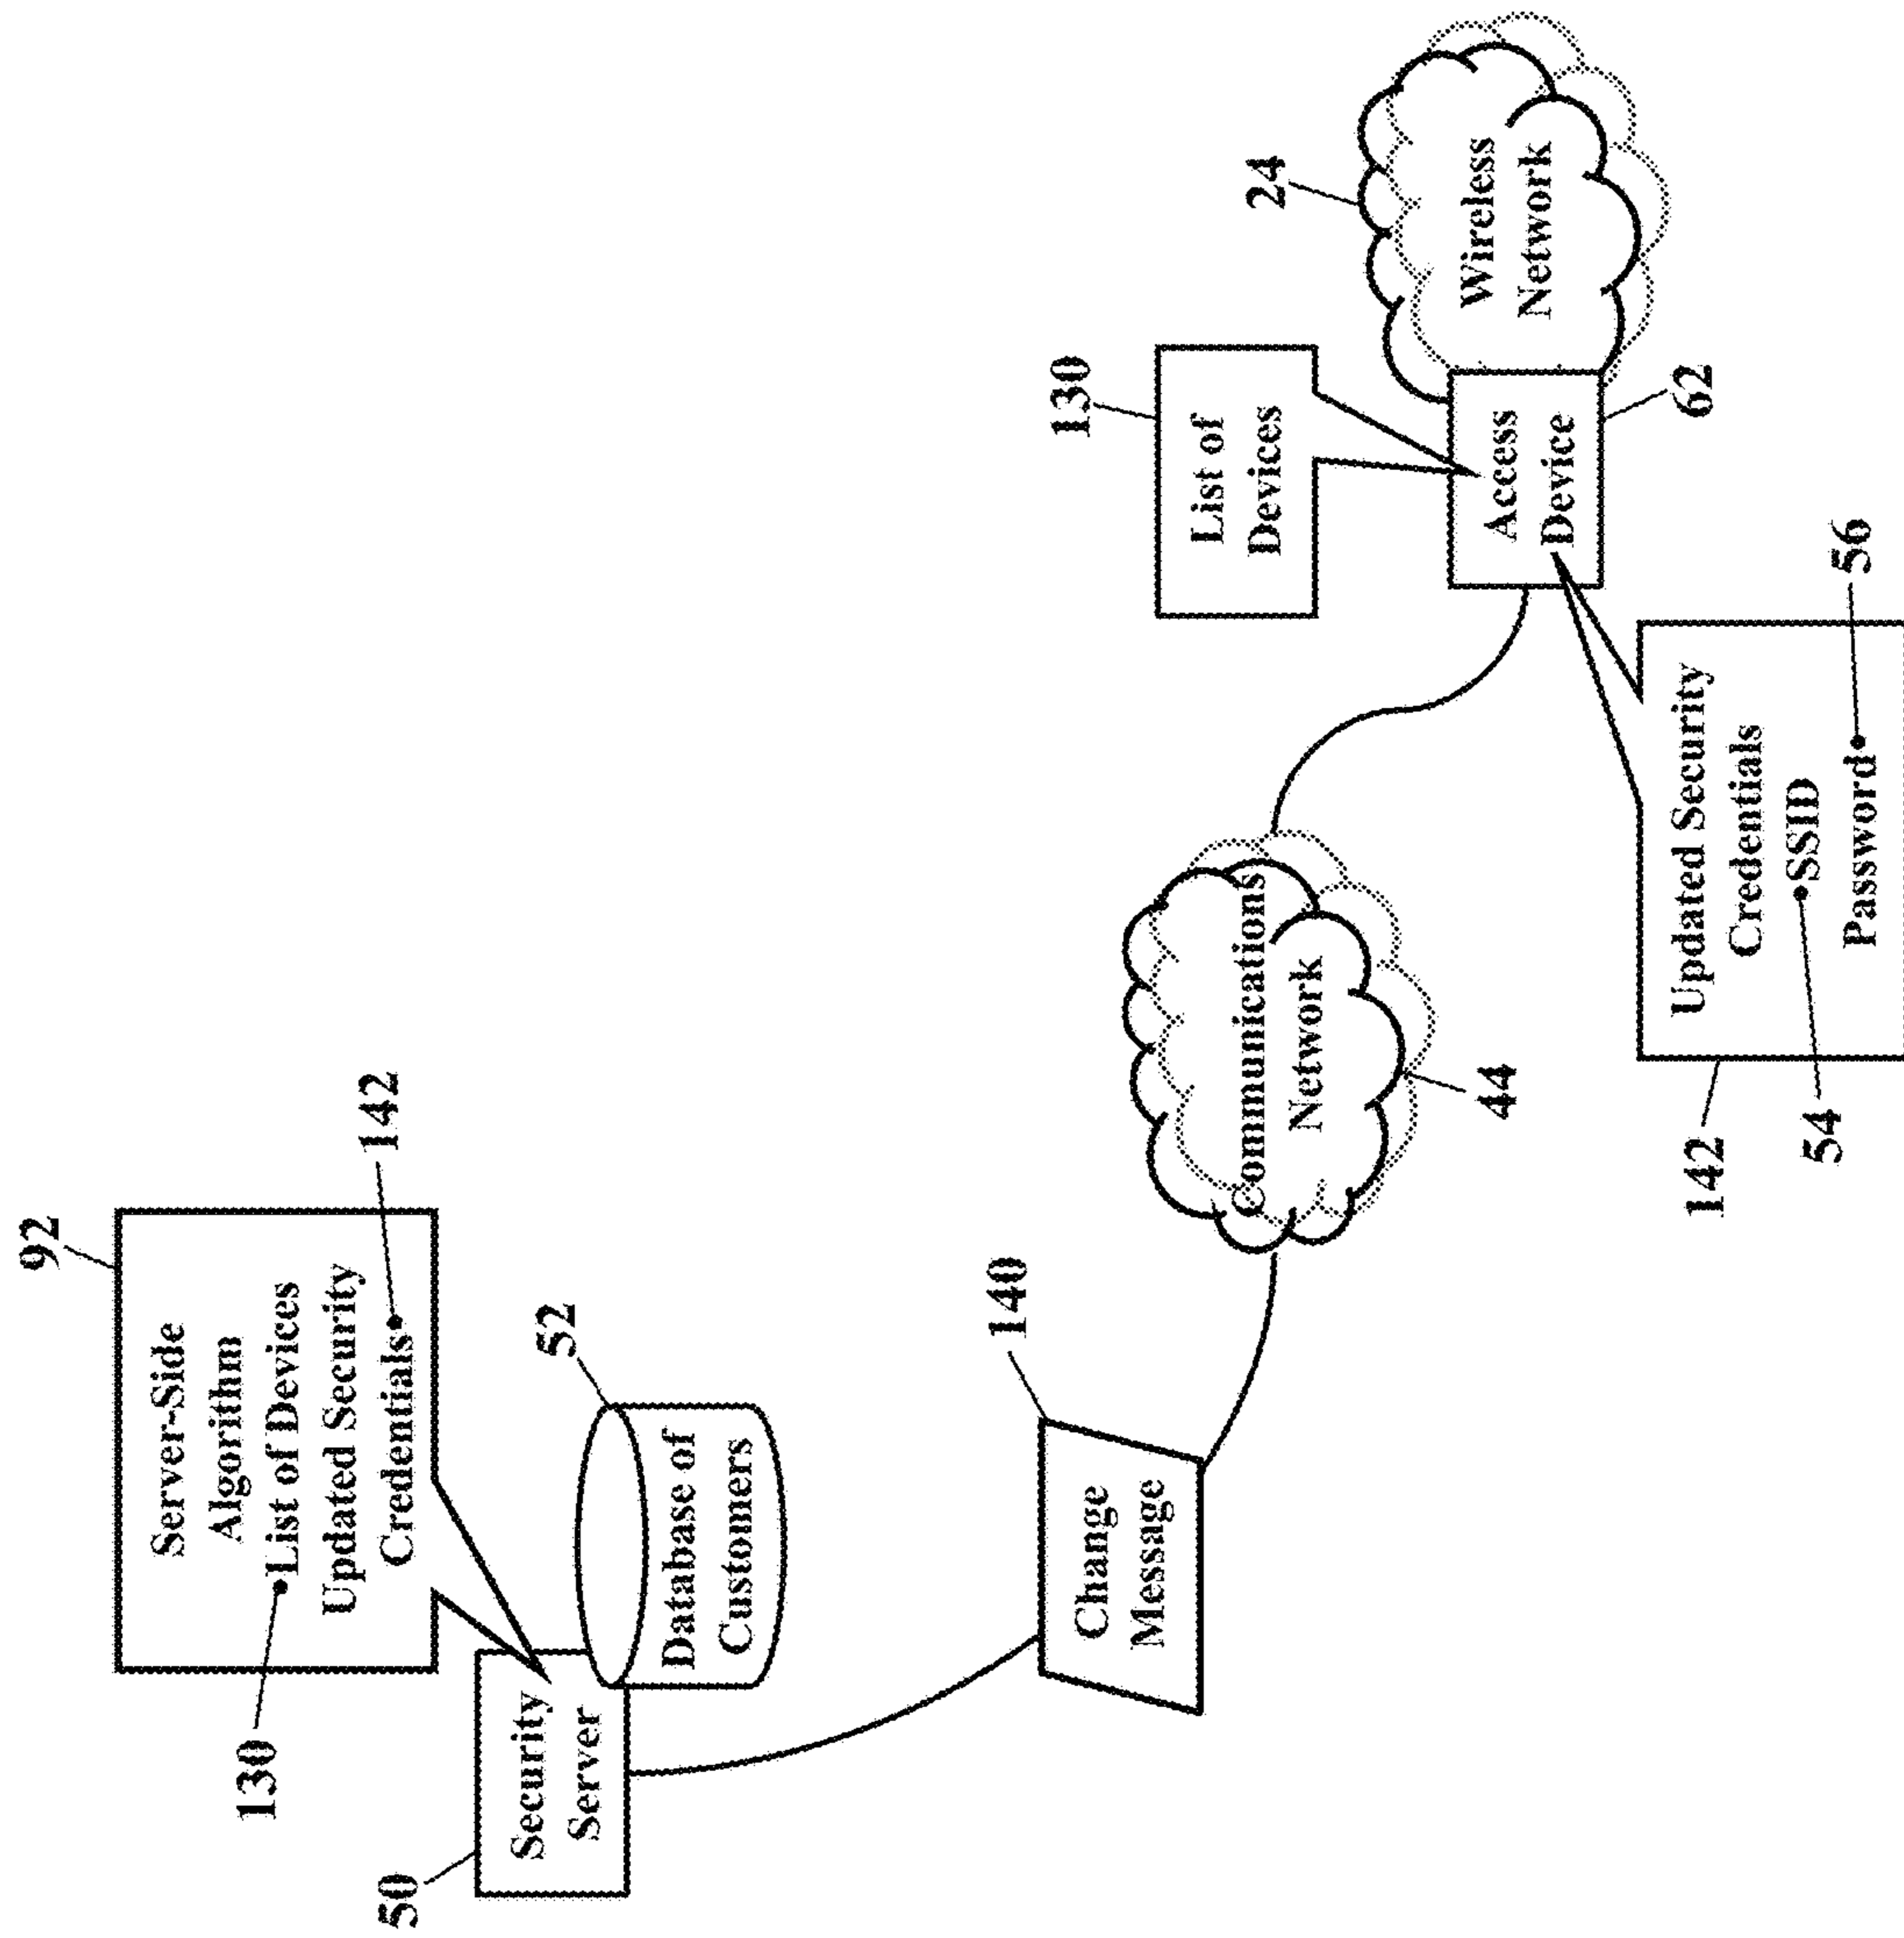 92
Server-Side
Algorithm
130
List of Devices
Updated Security
Credentials
142
50
Security
Server
52
Database of
Customers
140
Change
Message
Communications
Network
44
130
List of
Devices
24
Wireless
Network
Access
Device
62
142
Updated Security
Credentials
54
SSID
Password
56